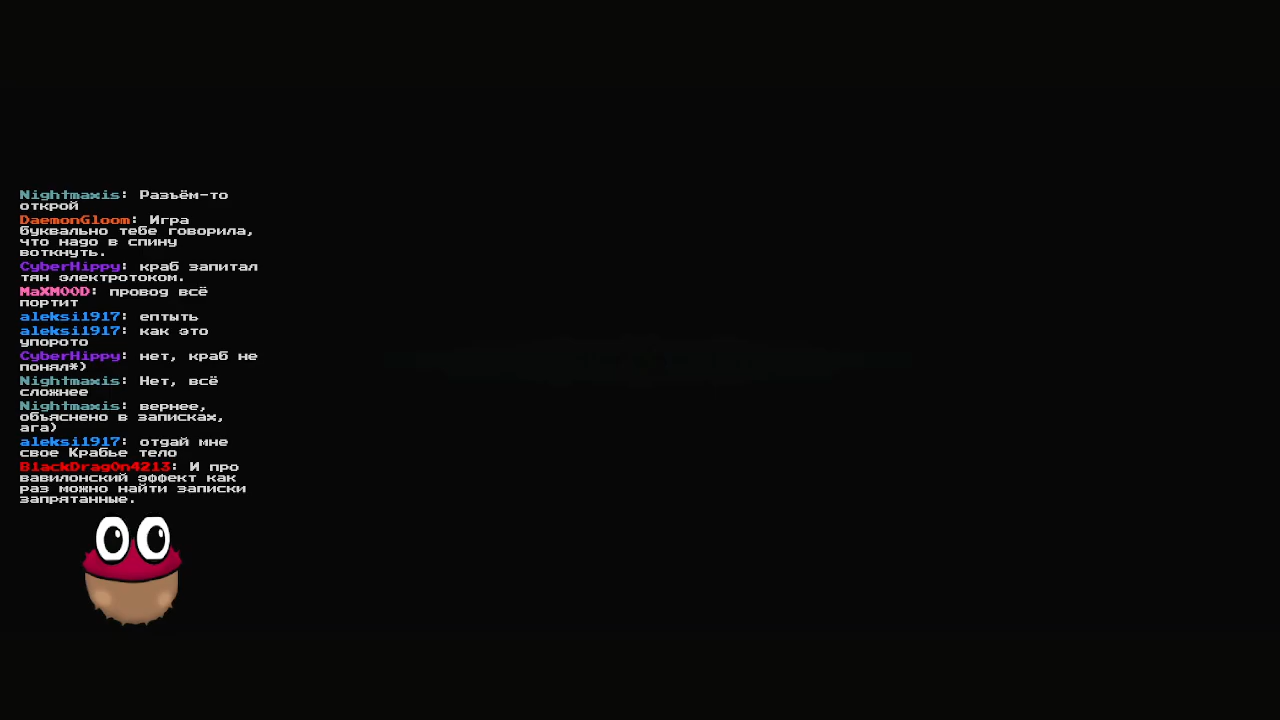 Nightmaxis: Разъём-то
открой
DaemonGloom: Игра
буквально тебе говорила,
что надо в спину
воткнуть.
CyberHippy: краб запитал
тян электротоком.
MaXMOOD: провод всё
портит
aleksi1917: ептыть
aleksi1917: как это
упорото
CyberHippy: нет, краб не
понял*)
Nightmaxis: Нет, всё
сложнее
Nightmaxis: вернее,
объяснено в записках,
ага)
aleksi1917: отдай мне
свое Крабье тело
BlackDrag0n4213: И про
вавилонский эффект как
раз можно найти записки
запрятанные.